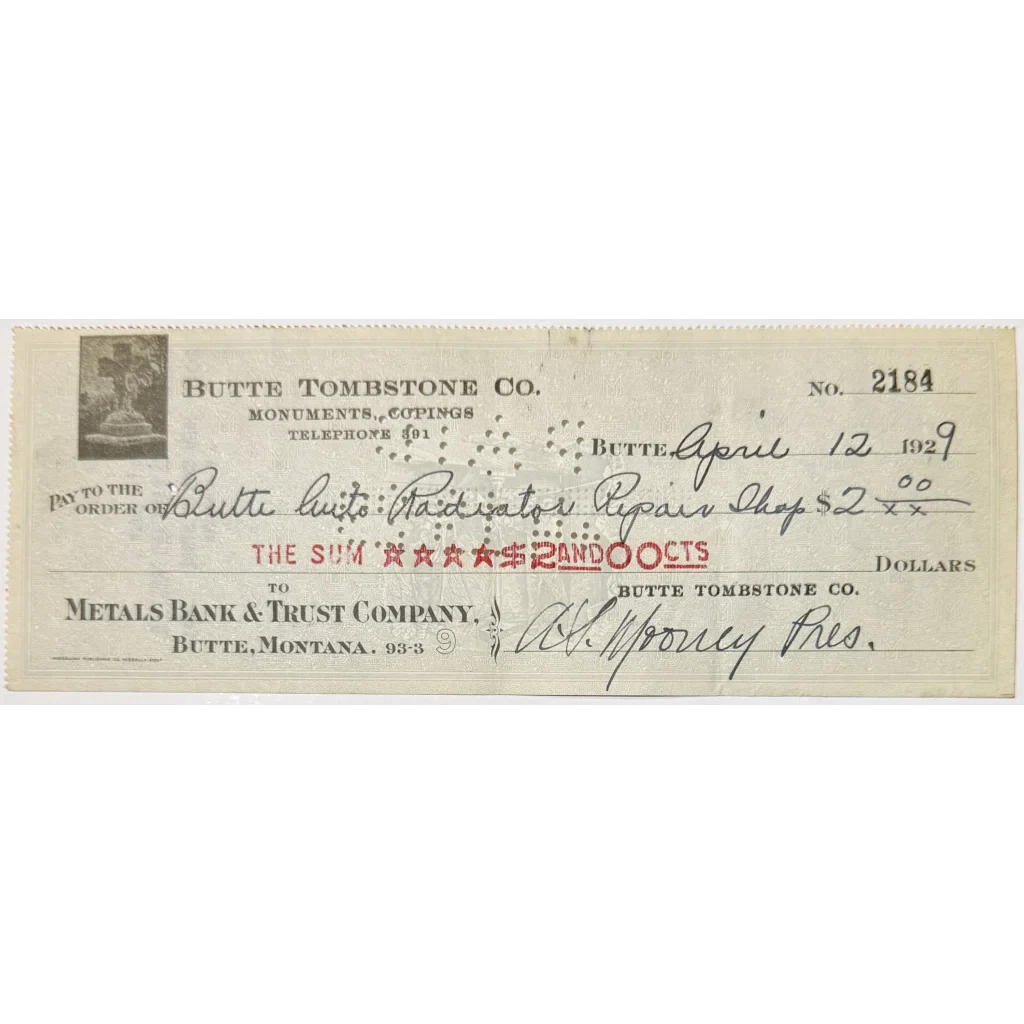 BUTTE TOMBSTONE CO.
NO. 2184
MONUMENTS, COPINGS
TELEPHONE 391
BUTTE, April 12 1929
PAY TO THE
ORDER OF Butte Auto Radiator Repair Shop $2 00/xx
THE SUM ★★★★$2AND00CTS
DOLLARS
TO
BUTTE TOMBSTONE CO.
METALS BANK & TRUST COMPANY,
BUTTE, MONTANA. 93-3 9
A.S. Mooney Pres.